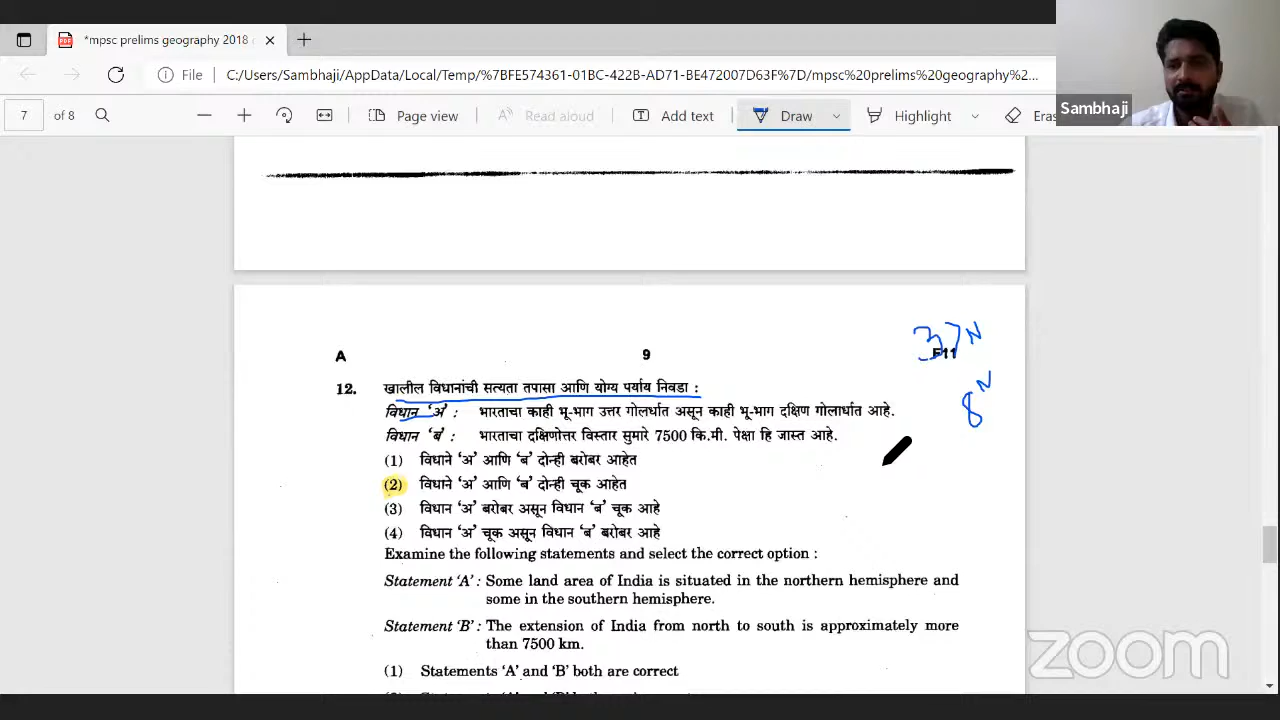 *mpsc prelims geography 2018
File
C:/Users/Sambhaji/AppData/Local/Temp/%7BFE574361-01BC-422B-AD71-BE472007D63F%7D/mpsc%20prelims%20geography%2...
7 of 8
Page view
Read aloud
Add text
Draw
Highlight
Eras
Sambhaji
A
9
F11
37 N
8 N
12. खालील विधानांची सत्यता तपासा आणि योग्य पर्याय निवडा :
विधान ‘अ’ : भारताचा काही भू-भाग उत्तर गोलर्धात असून काही भू-भाग दक्षिण गोलार्धात आहे.
विधान ‘ब’ : भारताचा दक्षिणोत्तर विस्तार सुमारे 7500 कि.मी. पेक्षा हि जास्त आहे.
(1) विधाने ‘अ’ आणि ‘ब’ दोन्ही बरोबर आहेत
(2) विधाने ‘अ’ आणि ‘ब’ दोन्ही चूक आहेत
(3) विधान ‘अ’ बरोबर असून विधान ‘ब’ चूक आहे
(4) विधान ‘अ’ चूक असून विधान ‘ब’ बरोबर आहे
Examine the following statements and select the correct option :
Statement ‘A’ : Some land area of India is situated in the northern hemisphere and
some in the southern hemisphere.
Statement ‘B’ : The extension of India from north to south is approximately more
than 7500 km.
(1) Statements ‘A’ and ‘B’ both are correct
zoom